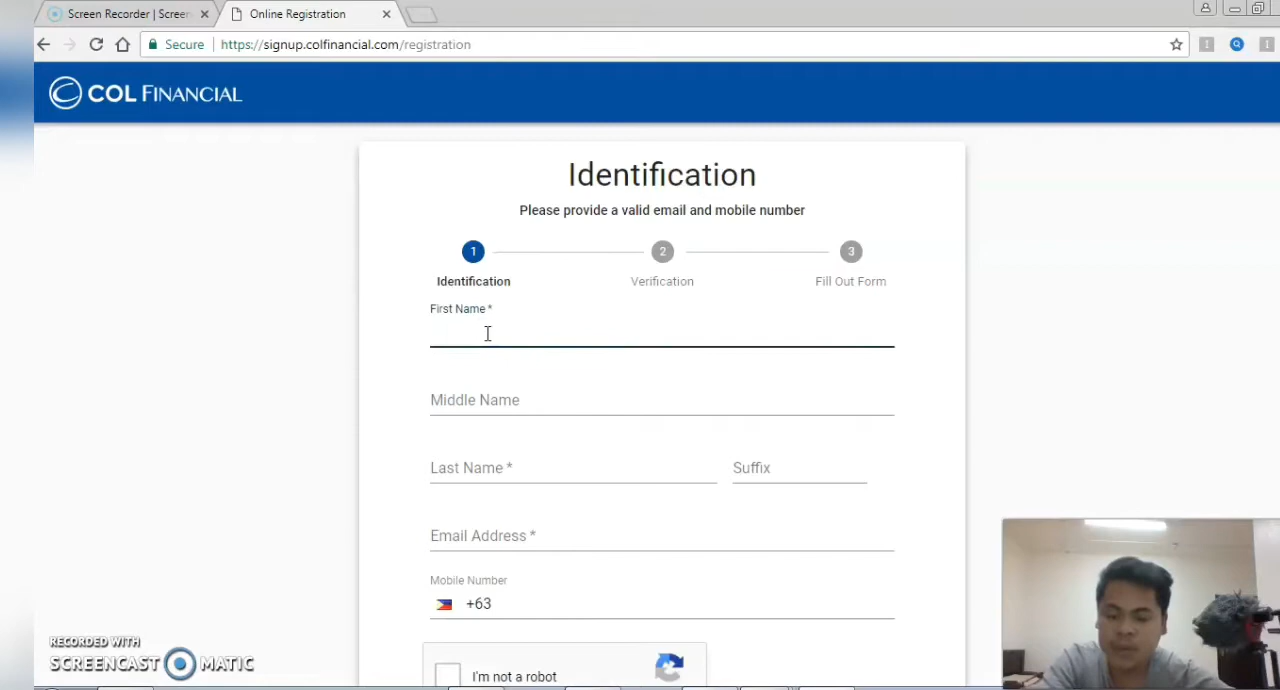 Screen Recorder | Screen
Online Registration
Secure
https://signup.colfinancial.com/registration
COL FINANCIAL
Identification
Please provide a valid email and mobile number
1
2
3
Identification
Verification
Fill Out Form
First Name *
Middle Name
Last Name *
Suffix
Email Address *
Mobile Number
+63
I'm not a robot
RECORDED WITH
SCREENCAST MATIC